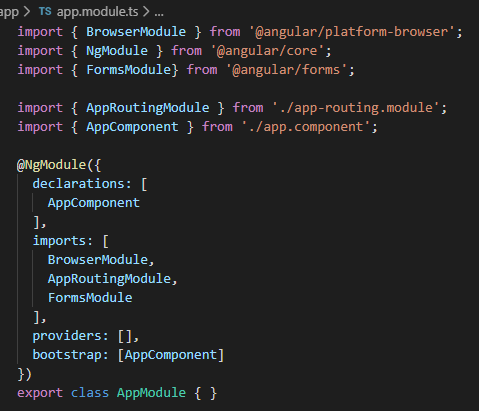 app > TS app.module.ts > ...
import { BrowserModule } from '@angular/platform-browser';
import { NgModule } from '@angular/core';
import { FormsModule} from '@angular/forms';
import { AppRoutingModule } from './app-routing.module';
import { AppComponent } from './app.component';
@NgModule({
  declarations: [
    AppComponent
  ],
  imports: [
    BrowserModule,
    AppRoutingModule,
    FormsModule
  ],
  providers: [],
  bootstrap: [AppComponent]
})
export class AppModule { }